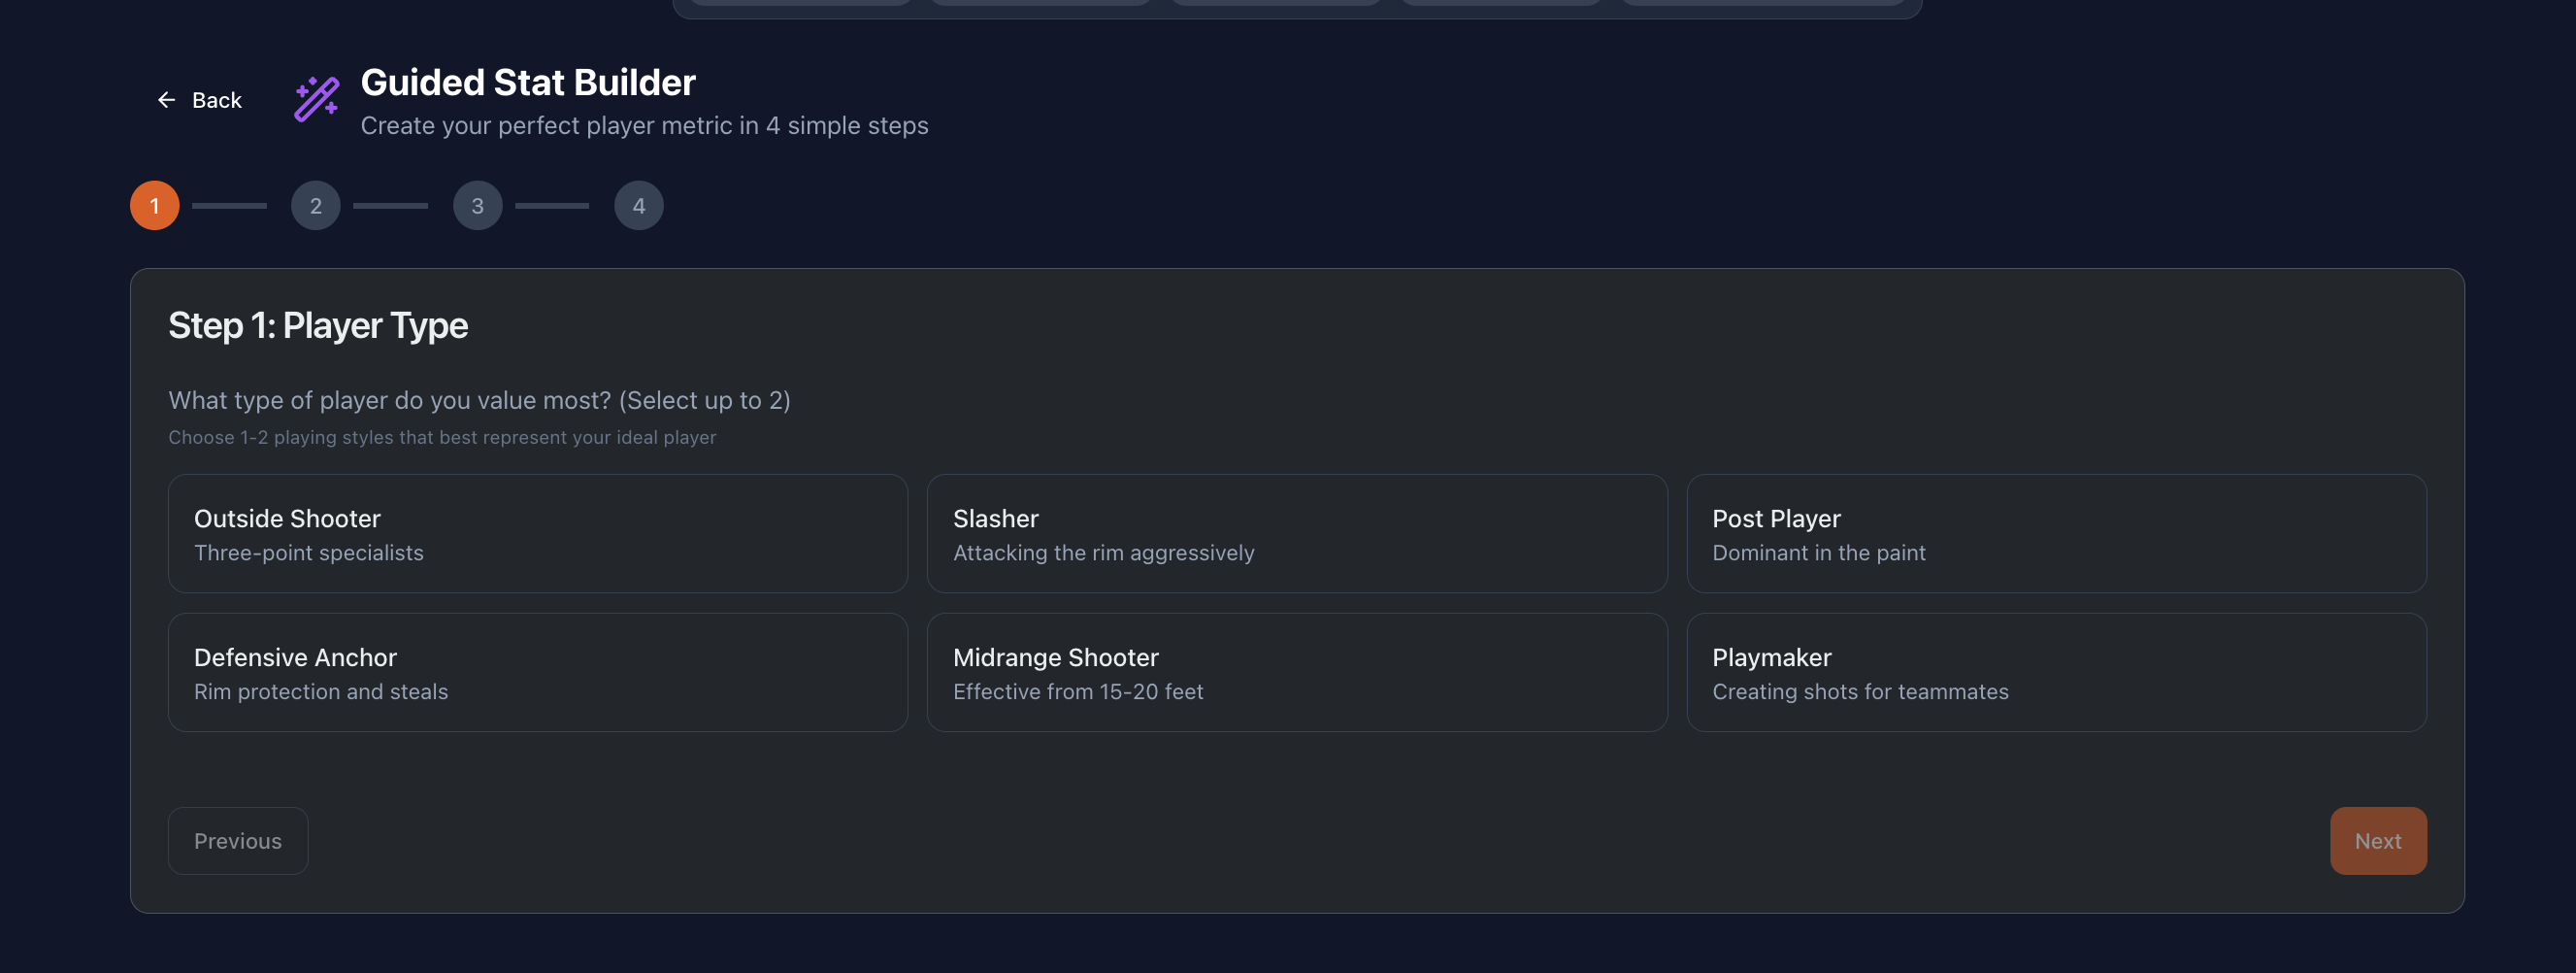 Back
Guided Stat Builder
Create your perfect player metric in 4 simple steps
1 2 3 4
Step 1: Player Type
What type of player do you value most? (Select up to 2)
Choose 1-2 playing styles that best represent your ideal player
Outside Shooter
Three-point specialists
Slasher
Attacking the rim aggressively
Post Player
Dominant in the paint
Defensive Anchor
Rim protection and steals
Midrange Shooter
Effective from 15-20 feet
Playmaker
Creating shots for teammates
Previous
Next